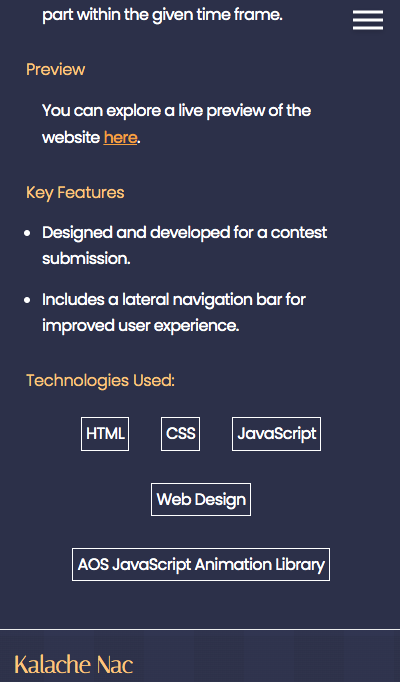 part within the given time frame.
Preview
You can explore a live preview of the
website here.
Key Features
Designed and developed for a contest
submission.
Includes a lateral navigation bar for
improved user experience.
Technologies Used:
HTML CSS JavaScript
Web Design
AOS JavaScript Animation Library
Kalache Nac